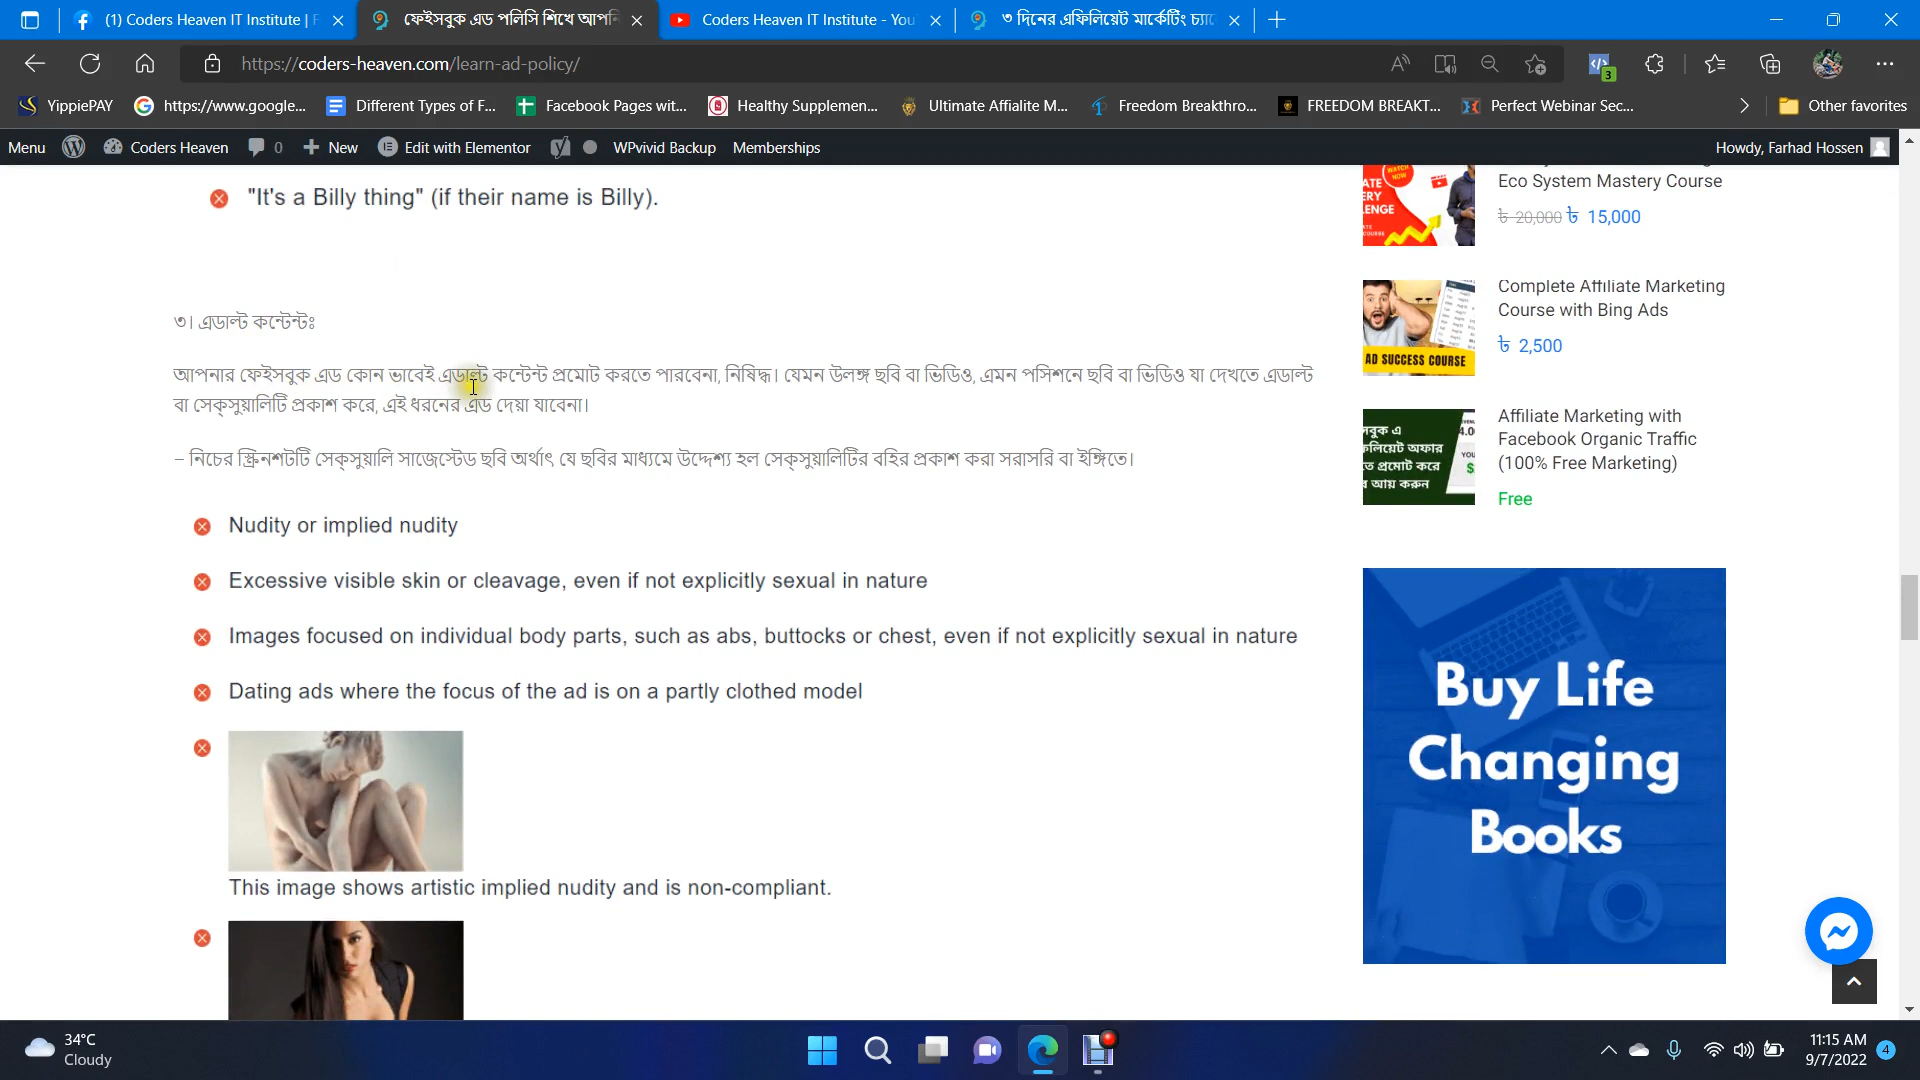 (1) Coders Heaven IT Institute | F
ফেইসবুক এড পলিসি শিখে আপনি
Coders Heaven IT Institute - You
৩ দিনের এফিলিয়েট মার্কেটিং চ্যা
https://coders-heaven.com/learn-ad-policy/
3
YippiePAY
https://www.google...
Different Types of F...
Facebook Pages wit...
Healthy Supplemen...
Ultimate Affialite M...
Freedom Breakthro...
FREEDOM BREAKT...
Perfect Webinar Sec...
Other favorites
Menu
Coders Heaven
0
New
Edit with Elementor
WPvivid Backup
Memberships
Howdy, Farhad Hossen
"It's a Billy thing" (if their name is Billy).
৩। এডাল্ট কন্টেন্টঃ
আপনার ফেইসবুক এড কোন ভাবেই এডাল্ট কন্টেন্ট প্রমোট করতে পারবেনা, নিষিদ্ধ। যেমন উলঙ্গ ছবি বা ভিডিও, এমন পসিশনে ছবি বা ভিডিও যা দেখতে এডাল্ট
বা সেক্সুয়ালিটি প্রকাশ করে, এই ধরনের এড দেয়া যাবেনা।
– নিচের স্ক্রিনশটটি সেক্সুয়ালি সাজেস্টেড ছবি অর্থাৎ যে ছবির মাধ্যমে উদ্দেশ্য হল সেক্সুয়ালিটির বহির প্রকাশ করা সরাসরি বা ইঙ্গিতে।
Nudity or implied nudity
Excessive visible skin or cleavage, even if not explicitly sexual in nature
Images focused on individual body parts, such as abs, buttocks or chest, even if not explicitly sexual in nature
Dating ads where the focus of the ad is on a partly clothed model
This image shows artistic implied nudity and is non-compliant.
WATCH NOW
Eco System Mastery Course
৳ 20,000 ৳ 15,000
AD SUCCESS COURSE
Complete Affiliate Marketing
Course with Bing Ads
৳ 2,500
Affiliate Marketing with
Facebook Organic Traffic
(100% Free Marketing)
Free
Buy Life
Changing
Books
34°C
Cloudy
11:15 AM
9/7/2022
4